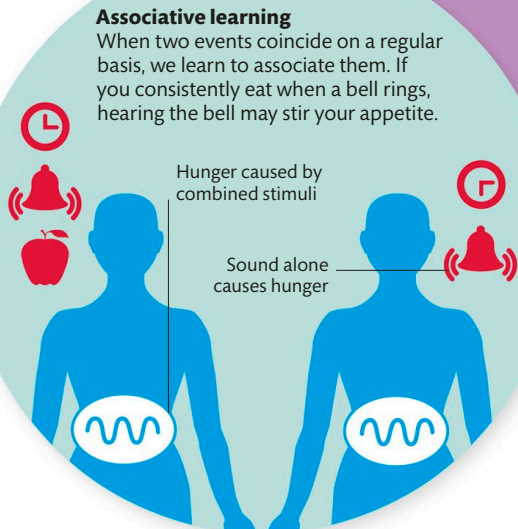 Associative learning
When two events coincide on a regular
basis, we learn to associate them. If
you consistently eat when a bell rings,
hearing the bell may stir your appetite.
Hunger caused by
combined stimuli
Sound alone
causes hunger